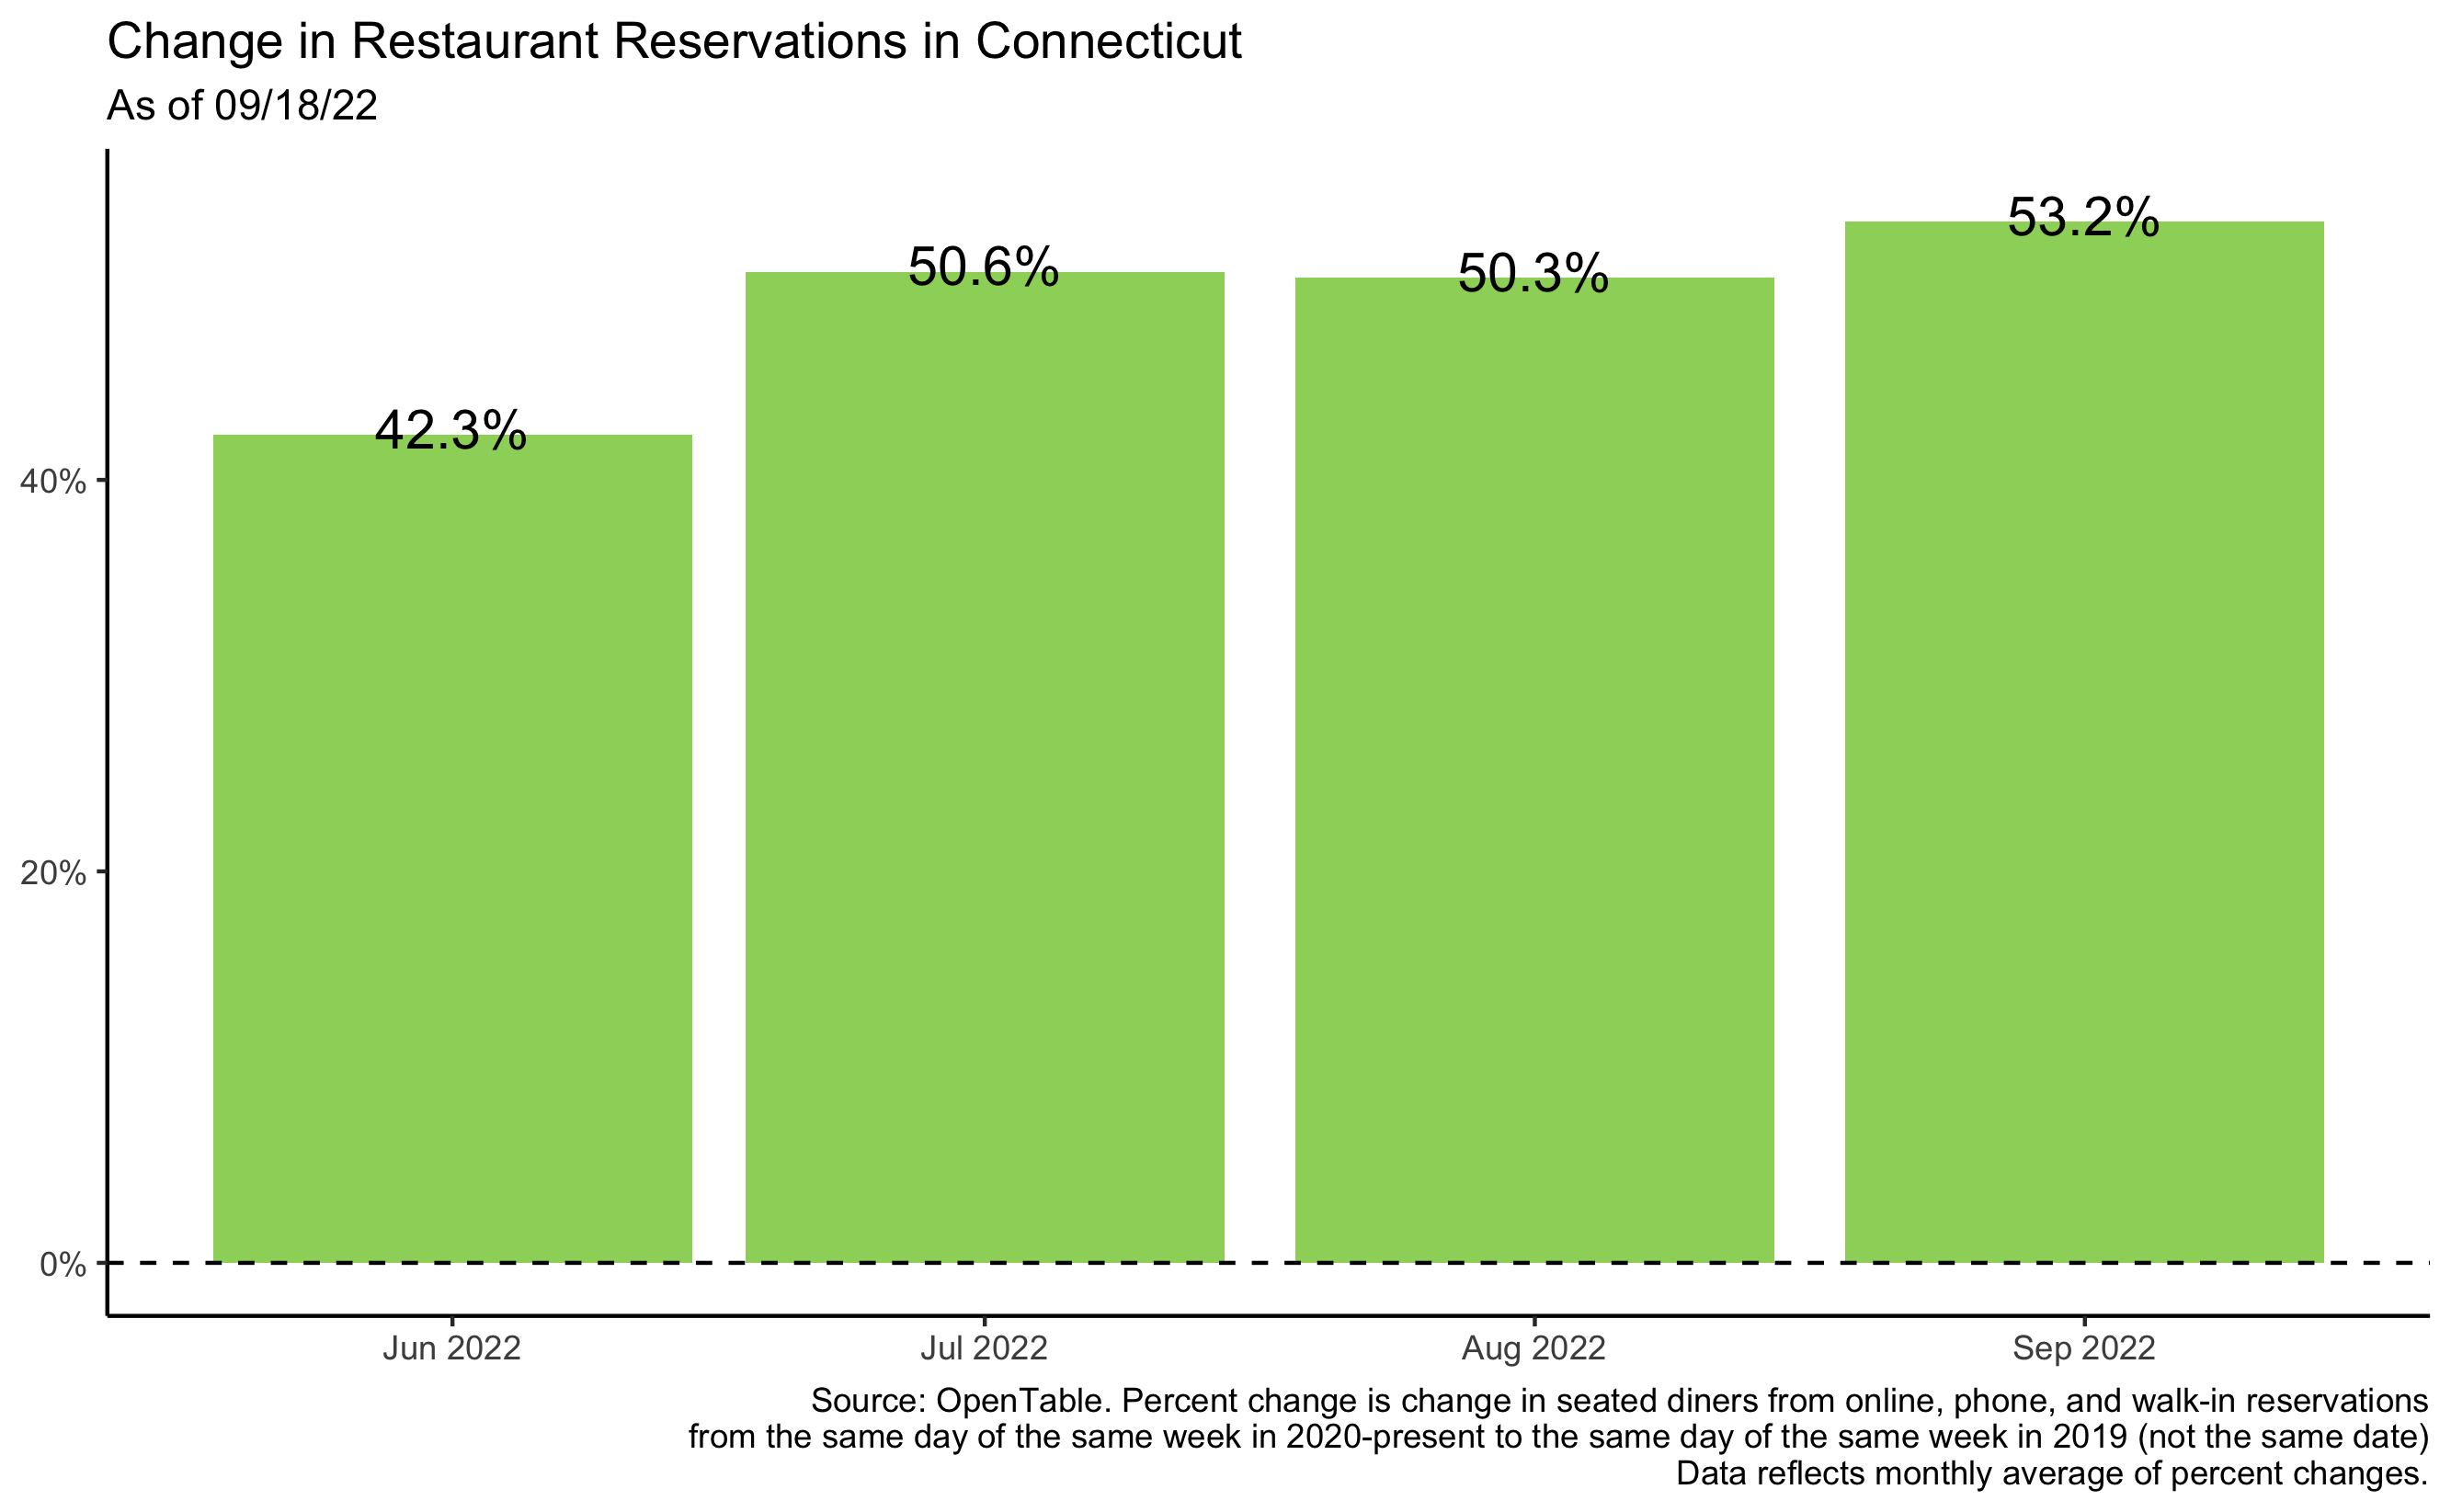 Change in Restaurant Reservations in Connecticut
As of 09/18/22
53.2%
50.6%
50.3%
42.3%
40%
20%
0%
Jun 2022
Jul 2022
Aug 2022
Sep 2022
Source: OpenTable. Percent change is change in seated diners from online, phone, and walk-in reservations
from the same day of the same week in 2020-present to the same day of the same week in 2019 (not the same date)
Data reflects monthly average of percent changes.